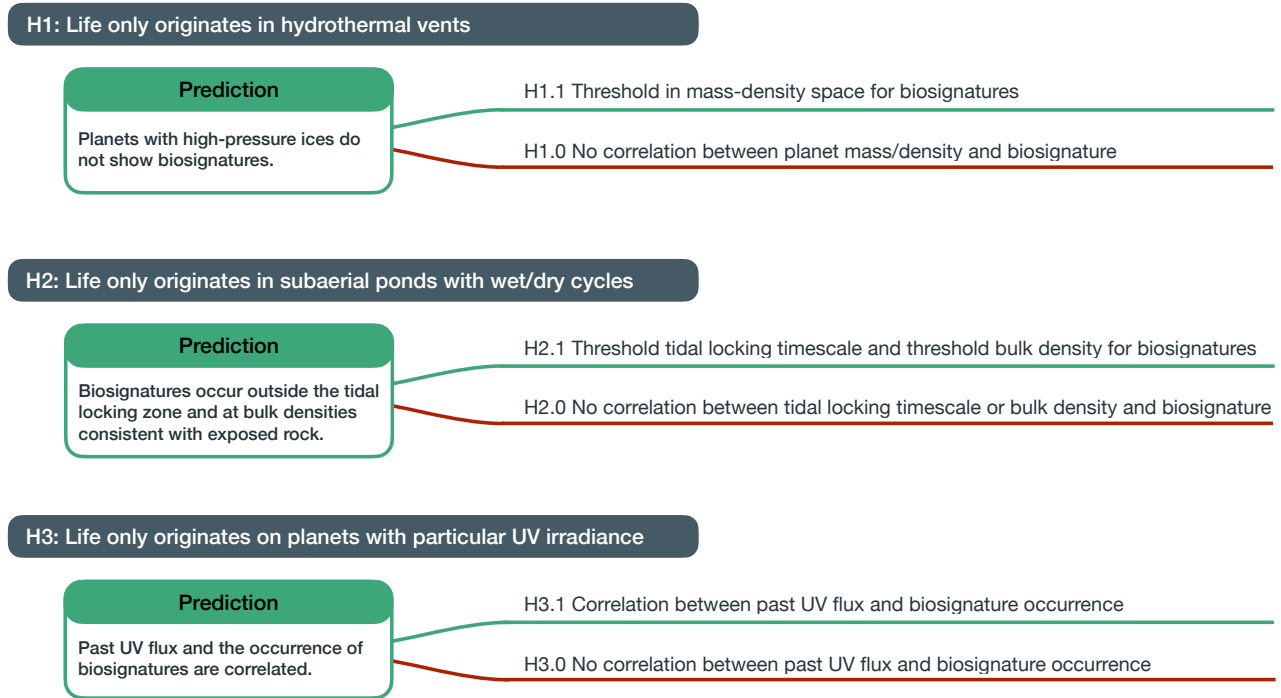 H1: Life only originates in hydrothermal vents
Prediction
Planets with high-pressure ices do
not show biosignatures.
H1.1 Threshold in mass-density space for biosignatures
H1.0 No correlation between planet mass/density and biosignature
H2: Life only originates in subaerial ponds with wet/dry cycles
Prediction
Biosignatures occur outside the tidal
locking zone and at bulk densities
consistent with exposed rock.
H2.1 Threshold tidal locking timescale and threshold bulk density for biosignatures
H2.0 No correlation between tidal locking timescale or bulk density and biosignature
H3: Life only originates on planets with particular UV irradiance
Prediction
Past UV flux and the occurrence of
biosignatures are correlated.
H3.1 Correlation between past UV flux and biosignature occurrence
H3.0 No correlation between past UV flux and biosignature occurrence